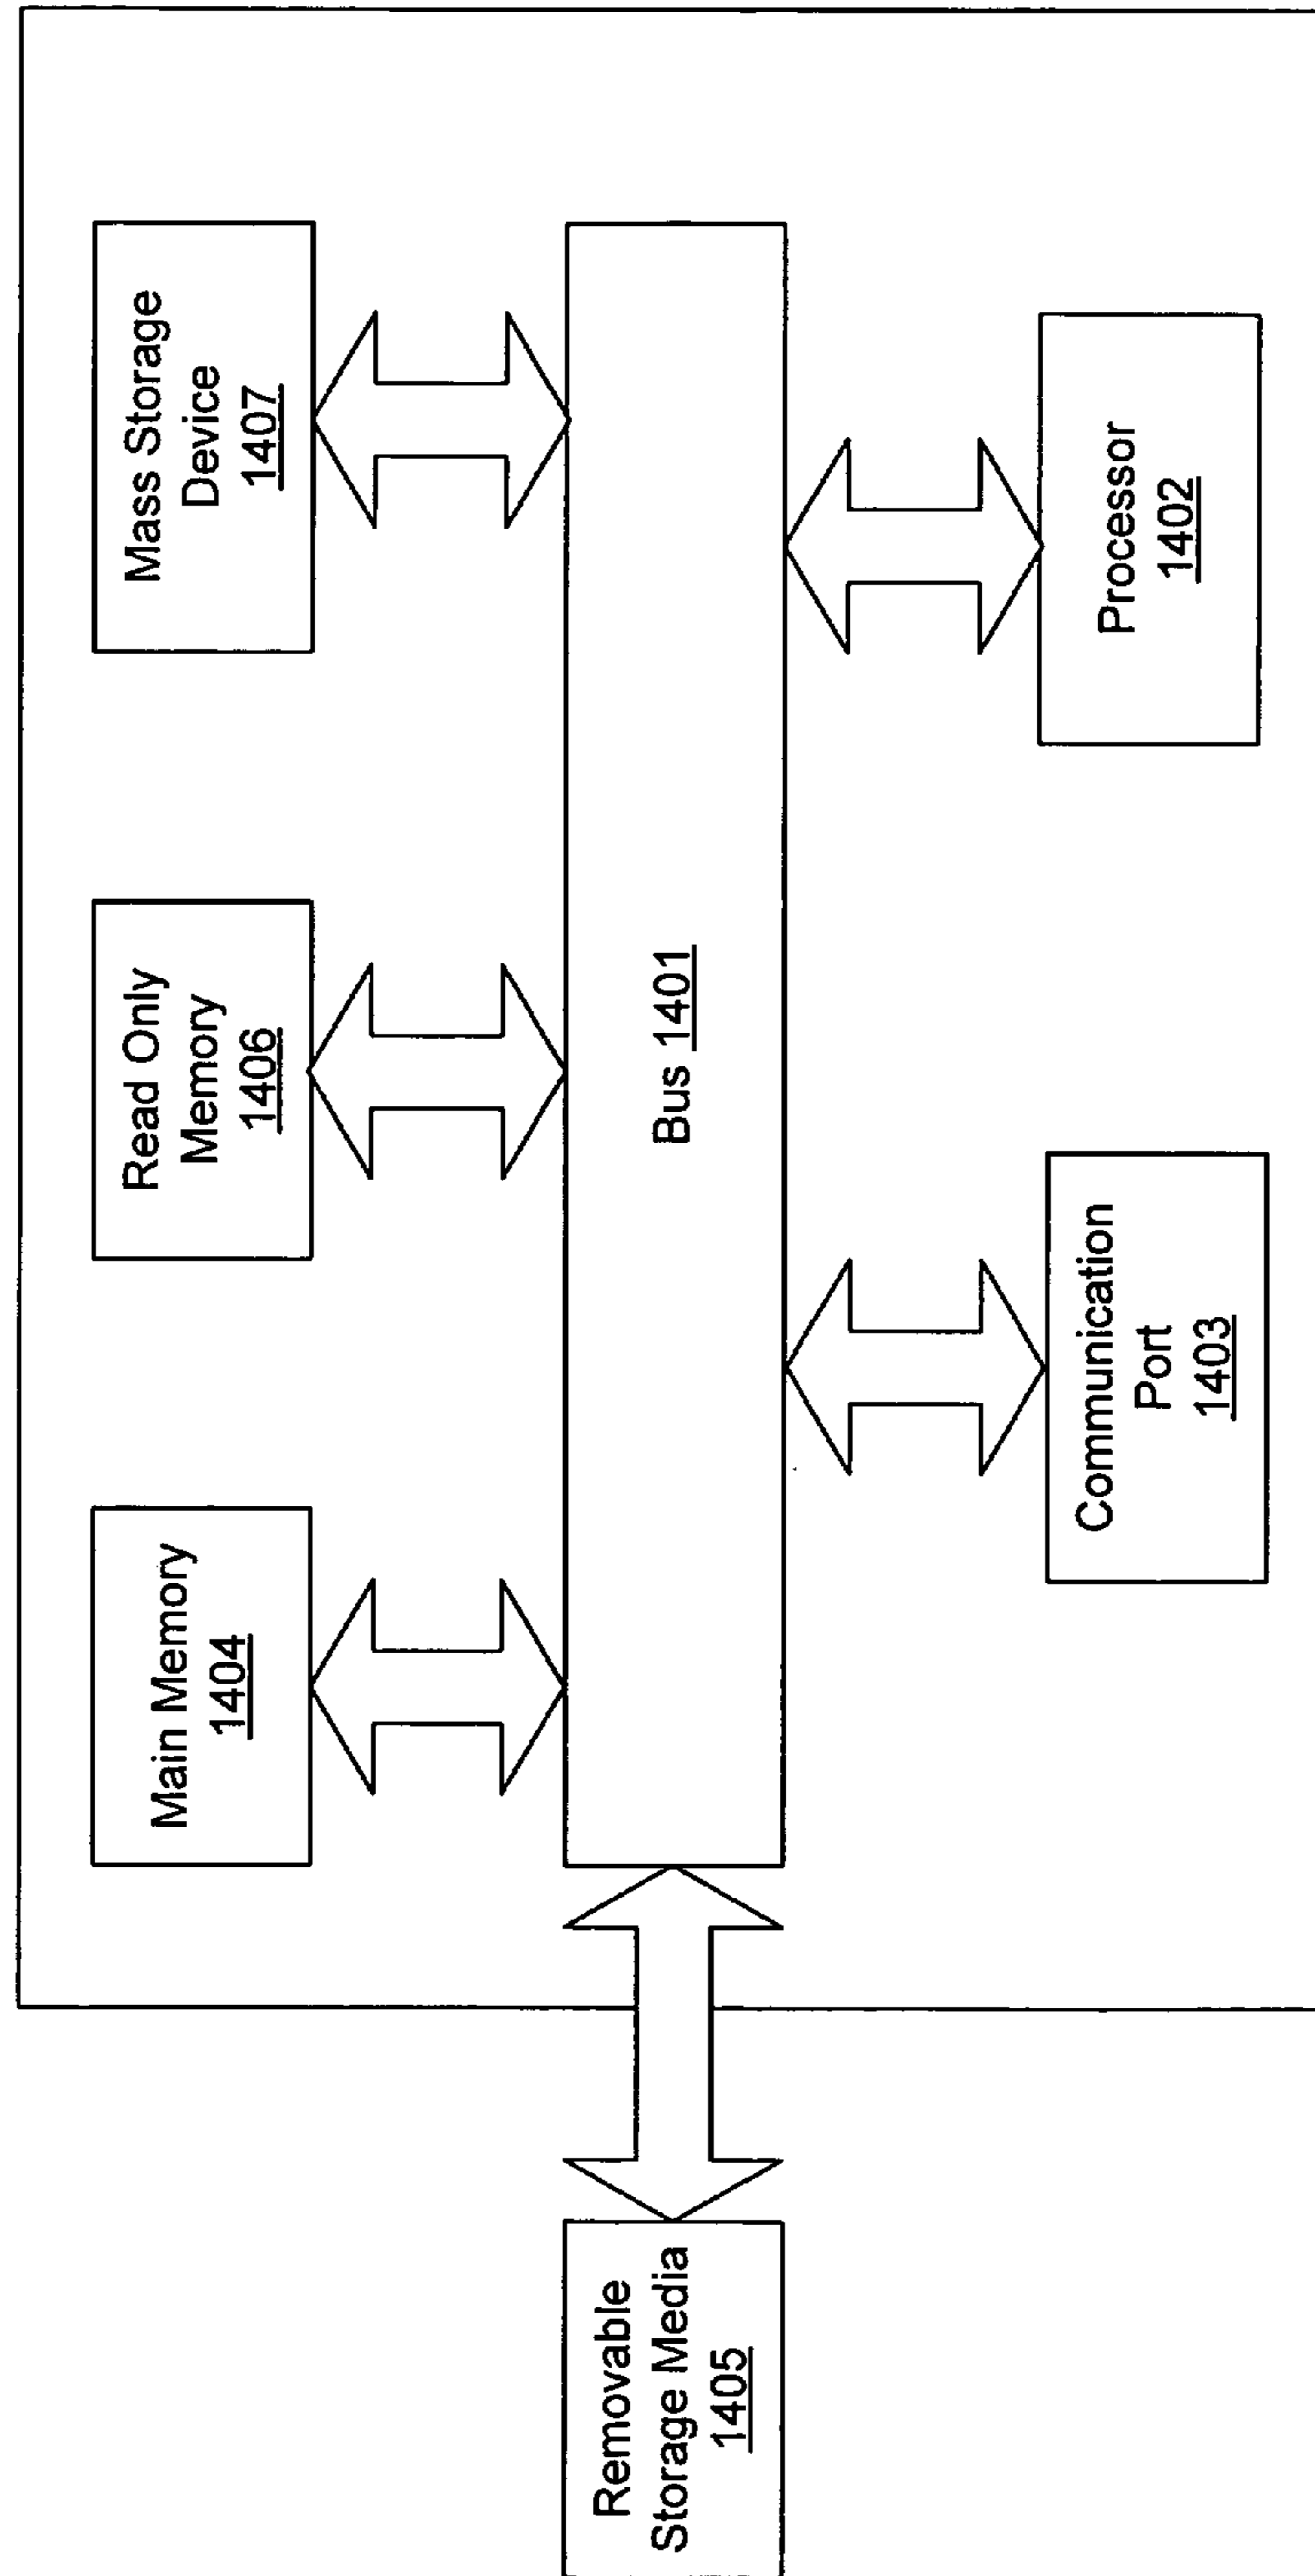 Main Memory
1404
Read Only
Memory
1406
Mass Storage
Device
1407
Removable
Storage Media
1405
Bus 1401
Communication
Port
1403
Processor
1402